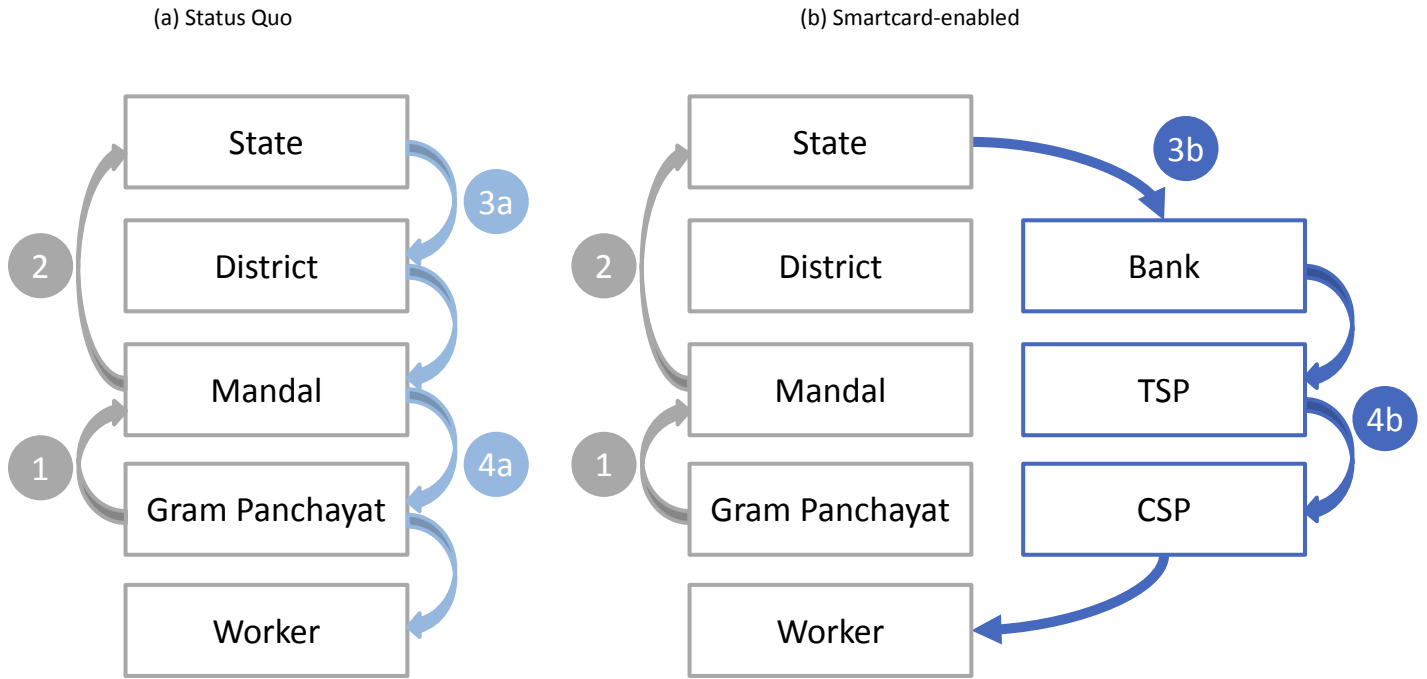 (a) Status Quo
State
3a
District
2
Mandal
4a
1
Gram Panchayat
Worker
(b) Smartcard-enabled
State
3b
District
Bank
2
Mandal
TSP
4b
1
Gram Panchayat
CSP
Worker